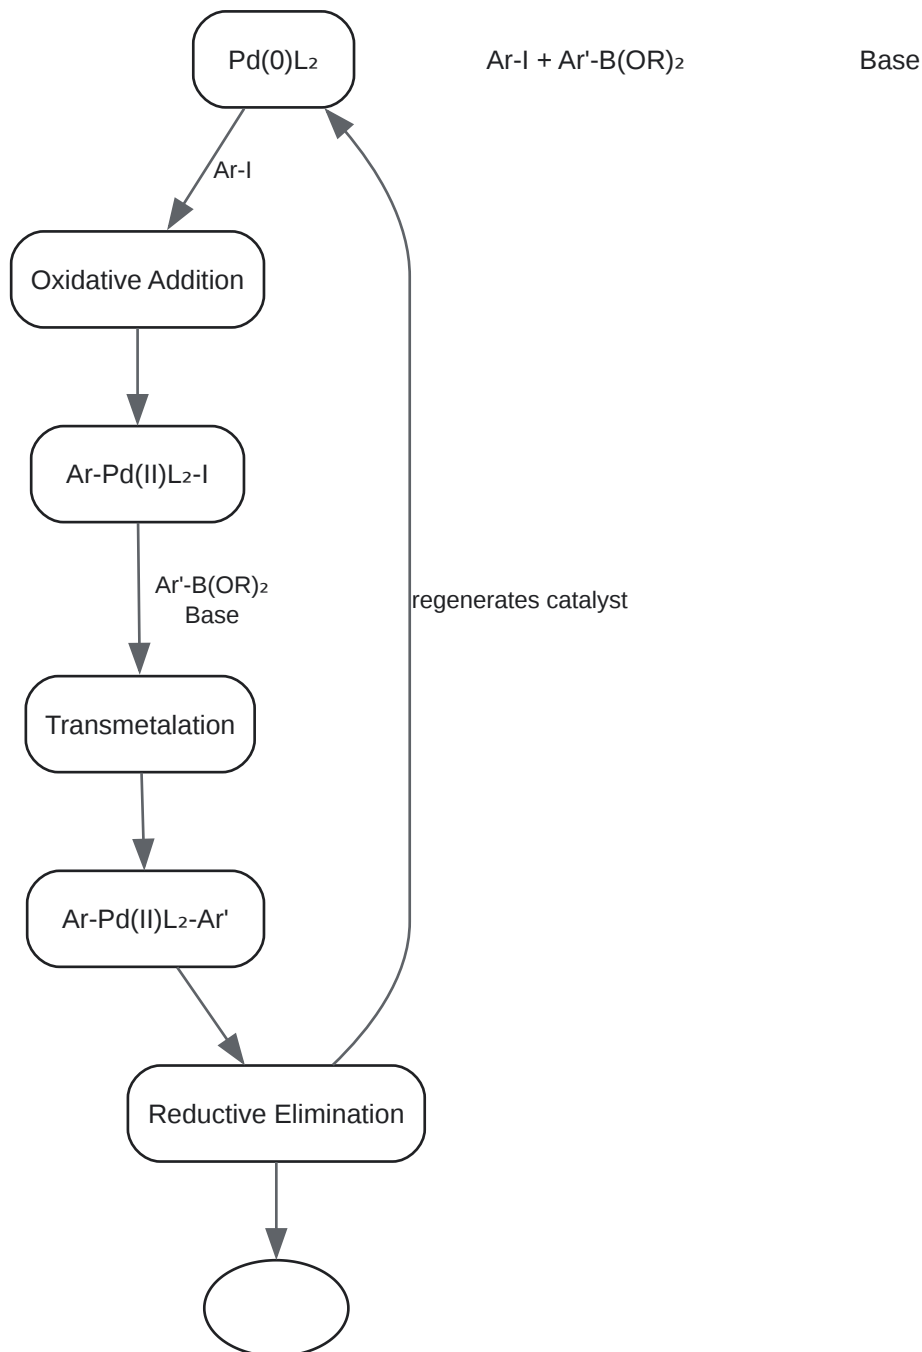 Pd(0)L₂
Ar-I + Ar'-B(OR)₂
Base
Ar-I
Oxidative Addition
Ar-Pd(II)L₂-I
Ar'-B(OR)₂
Base
regenerates catalyst
Transmetalation
Ar-Pd(II)L₂-Ar'
Reductive Elimination